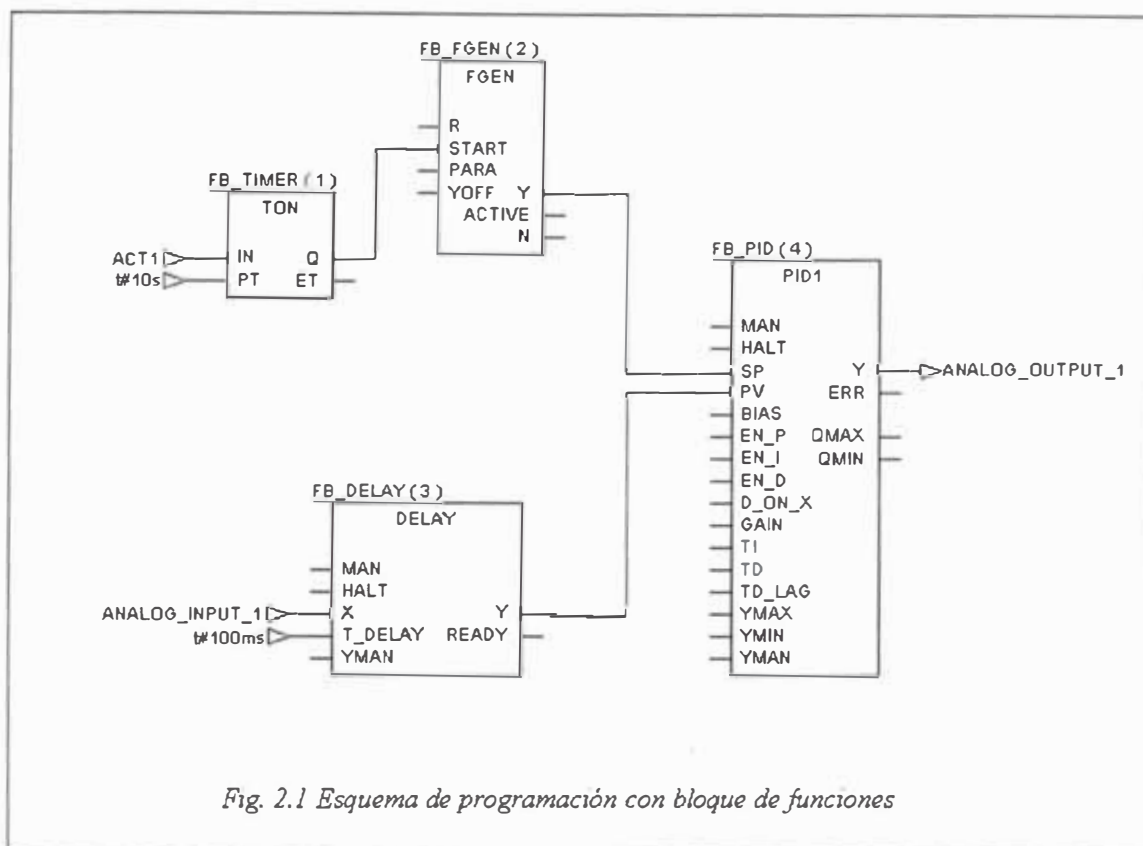 FB_FGEN(2)
FGEN
R
START
PARA
YOFF Y
ACTIVE
N
FB_TIMER(1)
TON
ACT1 IN Q
t#10s PT ET
FB_PID(4)
PID1
MAN
HALT
SP Y ANALOG_OUTPUT_1
PV ERR
BIAS
EN_P QMAX
EN_I QMIN
EN_D
D_ON_X
GAIN
TI
TD
TD_LAG
YMAX
YMIN
YMAN
FB_DELAY(3)
DELAY
MAN
HALT
ANALOG_INPUT_1 X Y
t#100ms T_DELAY READY
YMAN
Fig. 2.1 Esquema de programación con bloque de funciones